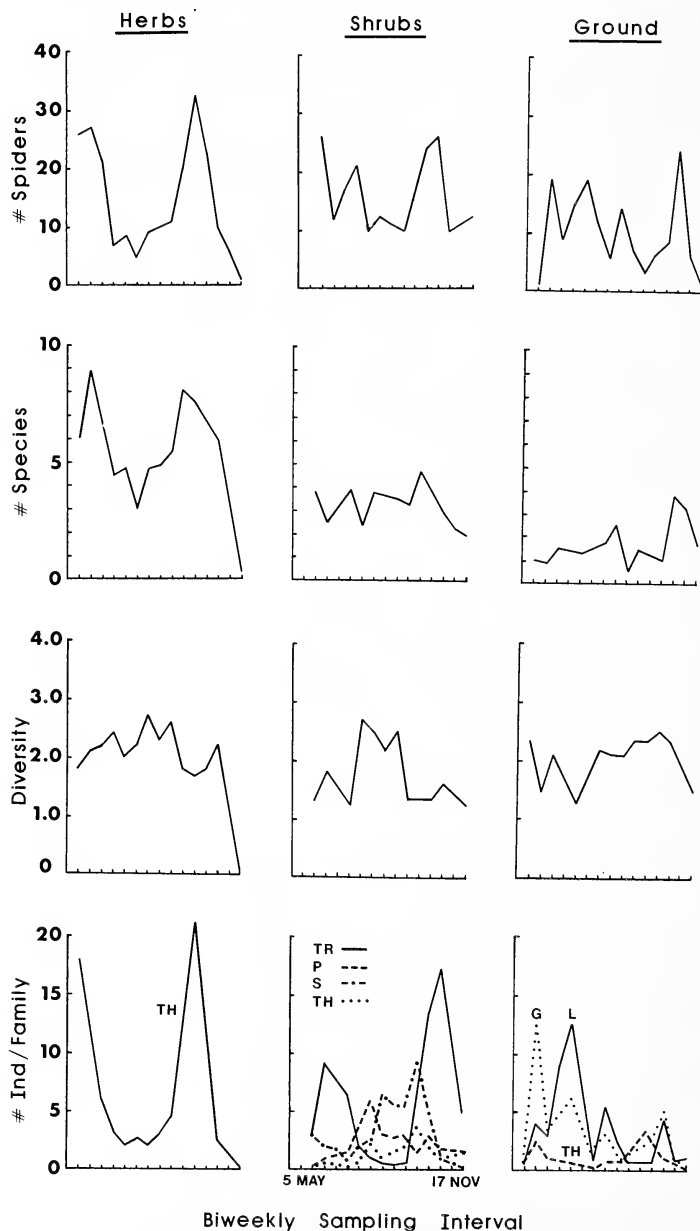 Herbs Shrubs Ground
# Spiders
40
30
20
10
0
# Species
10
5
0
Diversity
4.0
3.0
2.0
1.0
0
# Ind/Family
20
15
10
5
0
TH
TR
P
S
TH
G L
TH
5 MAY 17 NOV
Biweekly Sampling Interval